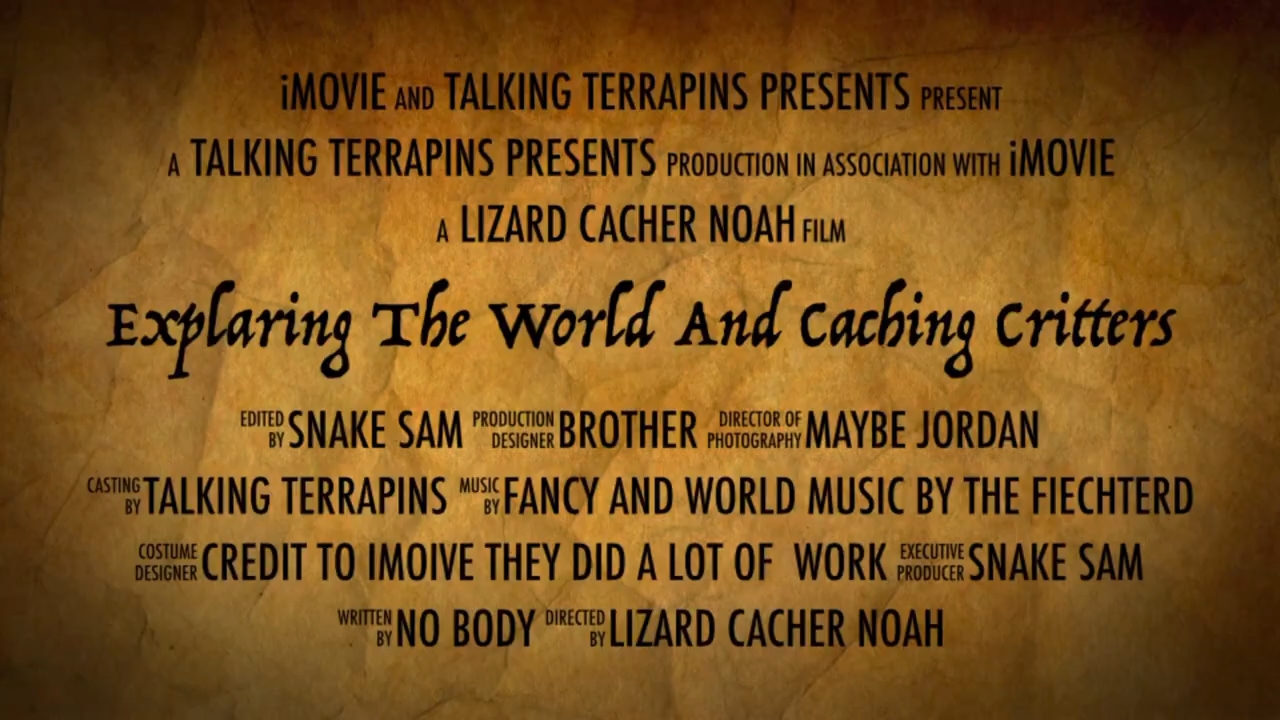 iMOVIE AND TALKING TERRAPINS PRESENTS PRESENT
A TALKING TERRAPINS PRESENTS PRODUCTION IN ASSOCIATION WITH iMOVIE
A LIZARD CACHER NOAH FILM
Explaring The World And Caching Critters
EDITED BY SNAKE SAM PRODUCTION DESIGNER BROTHER DIRECTOR OF PHOTOGRAPHY MAYBE JORDAN
CASTING BY TALKING TERRAPINS MUSIC BY FANCY AND WORLD MUSIC BY THE FIECHTERD
COSTUME DESIGNER CREDIT TO IMOIVE THEY DID A LOT OF WORK EXECUTIVE PRODUCER SNAKE SAM
WRITTEN BY NO BODY DIRECTED BY LIZARD CACHER NOAH